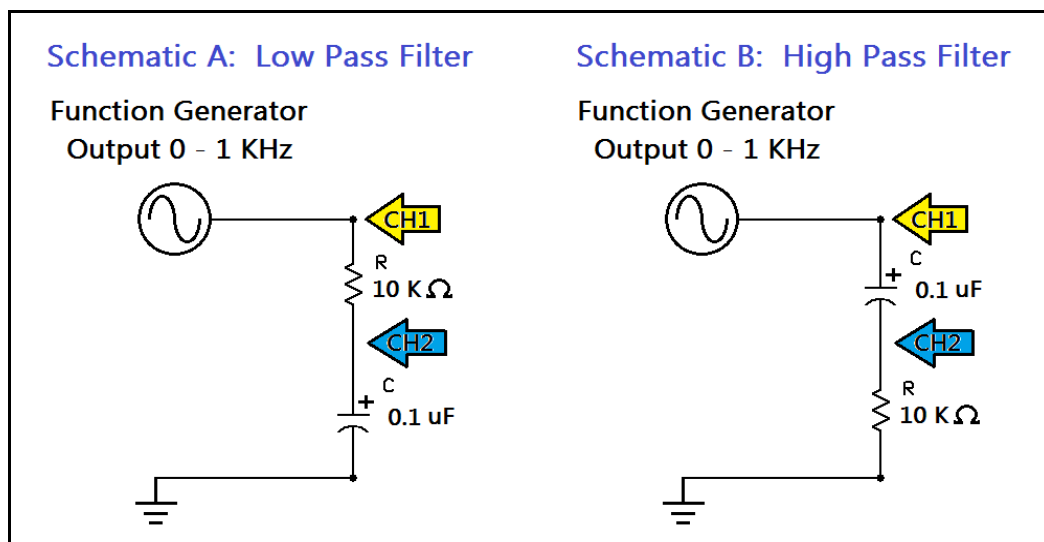 Schematic A: Low Pass Filter
Function Generator
Output 0 - 1 KHz
CH1
R
10 K Ω
CH2
C
+
0.1 uF
Schematic B: High Pass Filter
Function Generator
Output 0 - 1 KHz
CH1
C
+
0.1 uF
CH2
R
10 K Ω